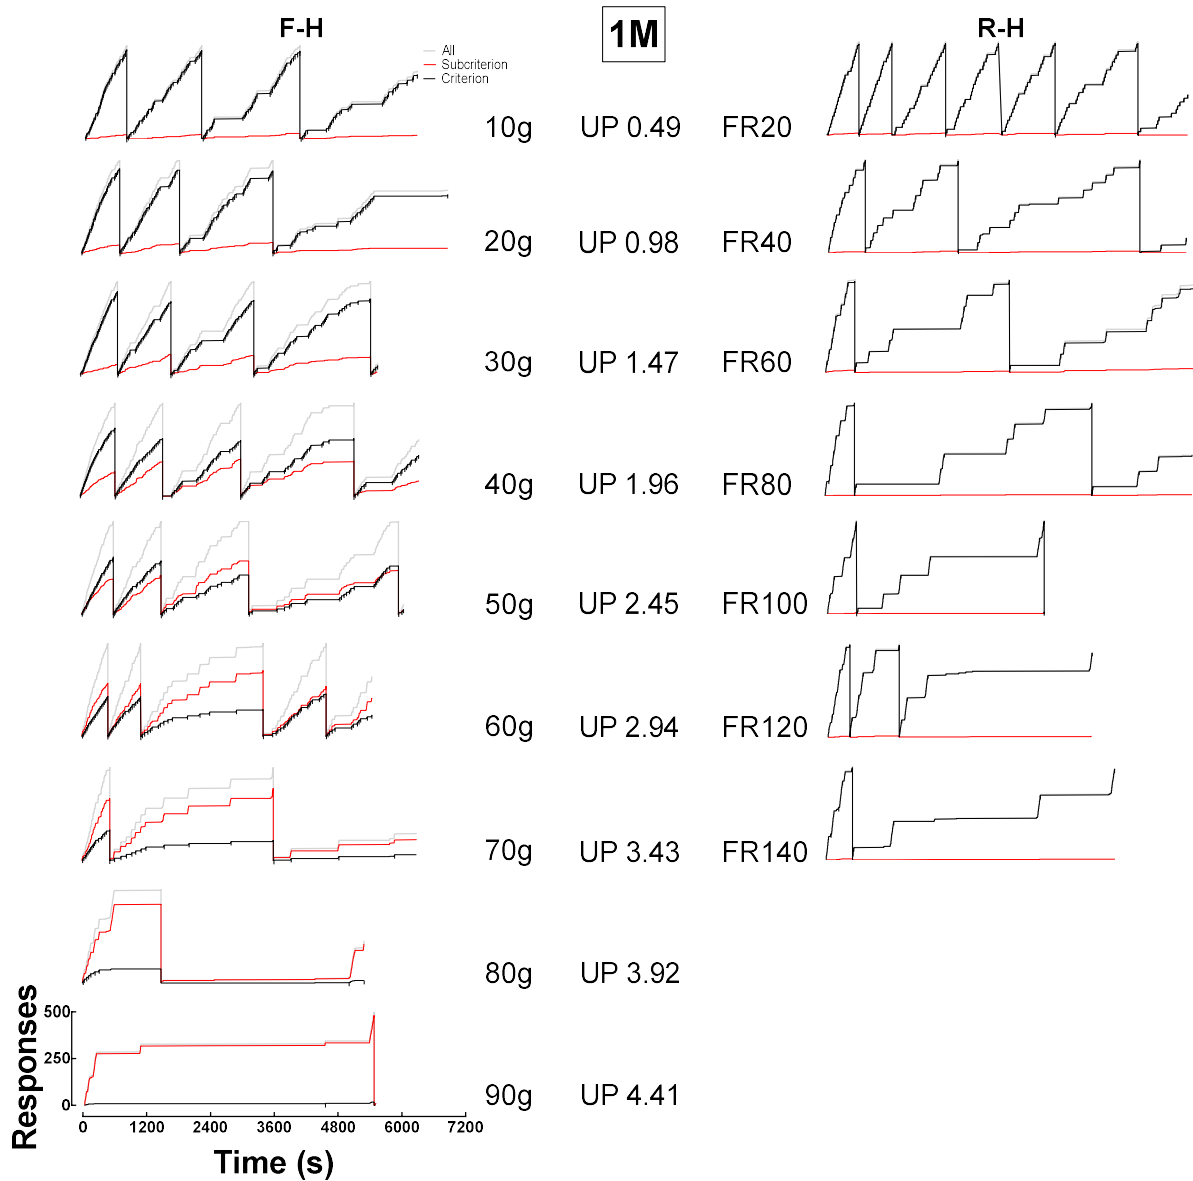 F-H 1M R-H
All
Subcriterion
Criterion
10g UP 0.49 FR20
20g UP 0.98 FR40
30g UP 1.47 FR60
40g UP 1.96 FR80
50g UP 2.45 FR100
60g UP 2.94 FR120
70g UP 3.43 FR140
80g UP 3.92
90g UP 4.41
Responses
500
250
0
0 1200 2400 3600 4800 6000 7200
Time (s)